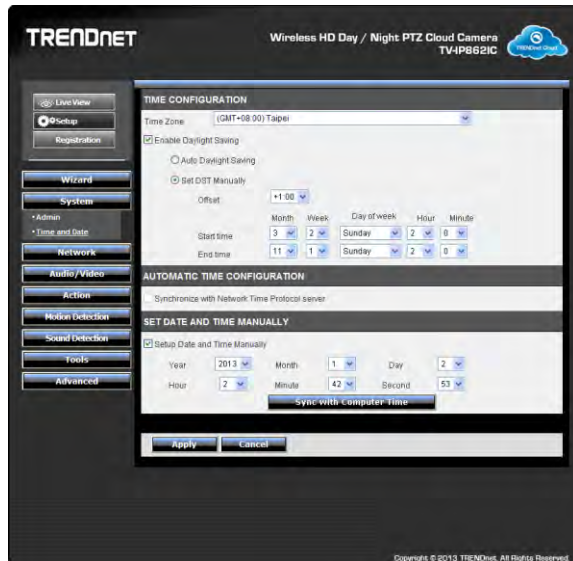 TRENDNET
Wireless HD Day / Night PTZ Cloud Camera
TV-IP862IC
TRENDnet Cloud
Live View
Setup
Registration
Wizard
System
•Admin
•Time and Date
Network
Audio/Video
Action
Motion Detection
Sound Detection
Tools
Advanced
TIME CONFIGURATION
Time Zone (GMT+08:00) Taipei
Enable Daylight Saving
Auto Daylight Saving
Set DST Manually
Offset +1:00
Month Week Day of week Hour Minute
Start time 3 2 Sunday 2 0
End time 11 1 Sunday 2 0
AUTOMATIC TIME CONFIGURATION
Synchronize with Network Time Protocol server
SET DATE AND TIME MANUALLY
Setup Date and Time Manually
Year 2013 Month 1 Day 2
Hour 2 Minute 42 Second 53
Sync with Computer Time
Apply Cancel
Copyright © 2013 TRENDnet. All Rights Reserved.